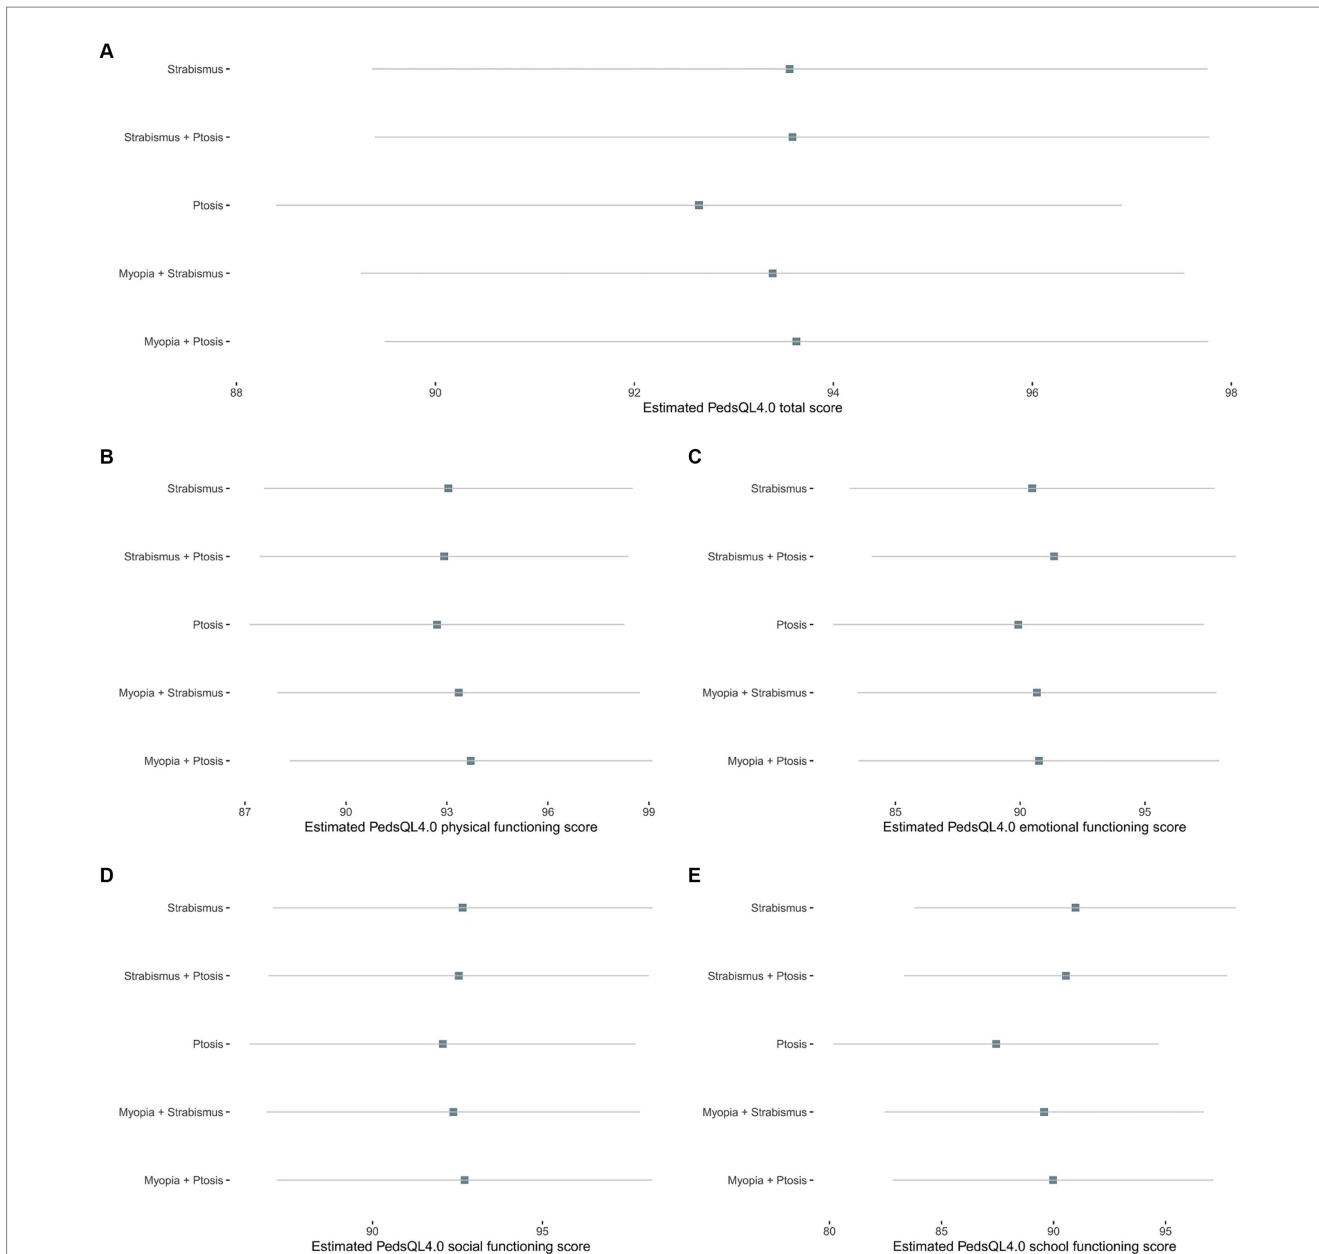 A
Strabismus
Strabismus + Ptosis
Ptosis
Myopia + Strabismus
Myopia + Ptosis
88 90 92 94 96 98
Estimated PedsQL4.0 total score
B
Strabismus
Strabismus + Ptosis
Ptosis
Myopia + Strabismus
Myopia + Ptosis
87 90 93 96 99
Estimated PedsQL4.0 physical functioning score
C
Strabismus
Strabismus + Ptosis
Ptosis
Myopia + Strabismus
Myopia + Ptosis
85 90 95
Estimated PedsQL4.0 emotional functioning score
D
Strabismus
Strabismus + Ptosis
Ptosis
Myopia + Strabismus
Myopia + Ptosis
90 95
Estimated PedsQL4.0 social functioning score
E
Strabismus
Strabismus + Ptosis
Ptosis
Myopia + Strabismus
Myopia + Ptosis
80 85 90 95
Estimated PedsQL4.0 school functioning score